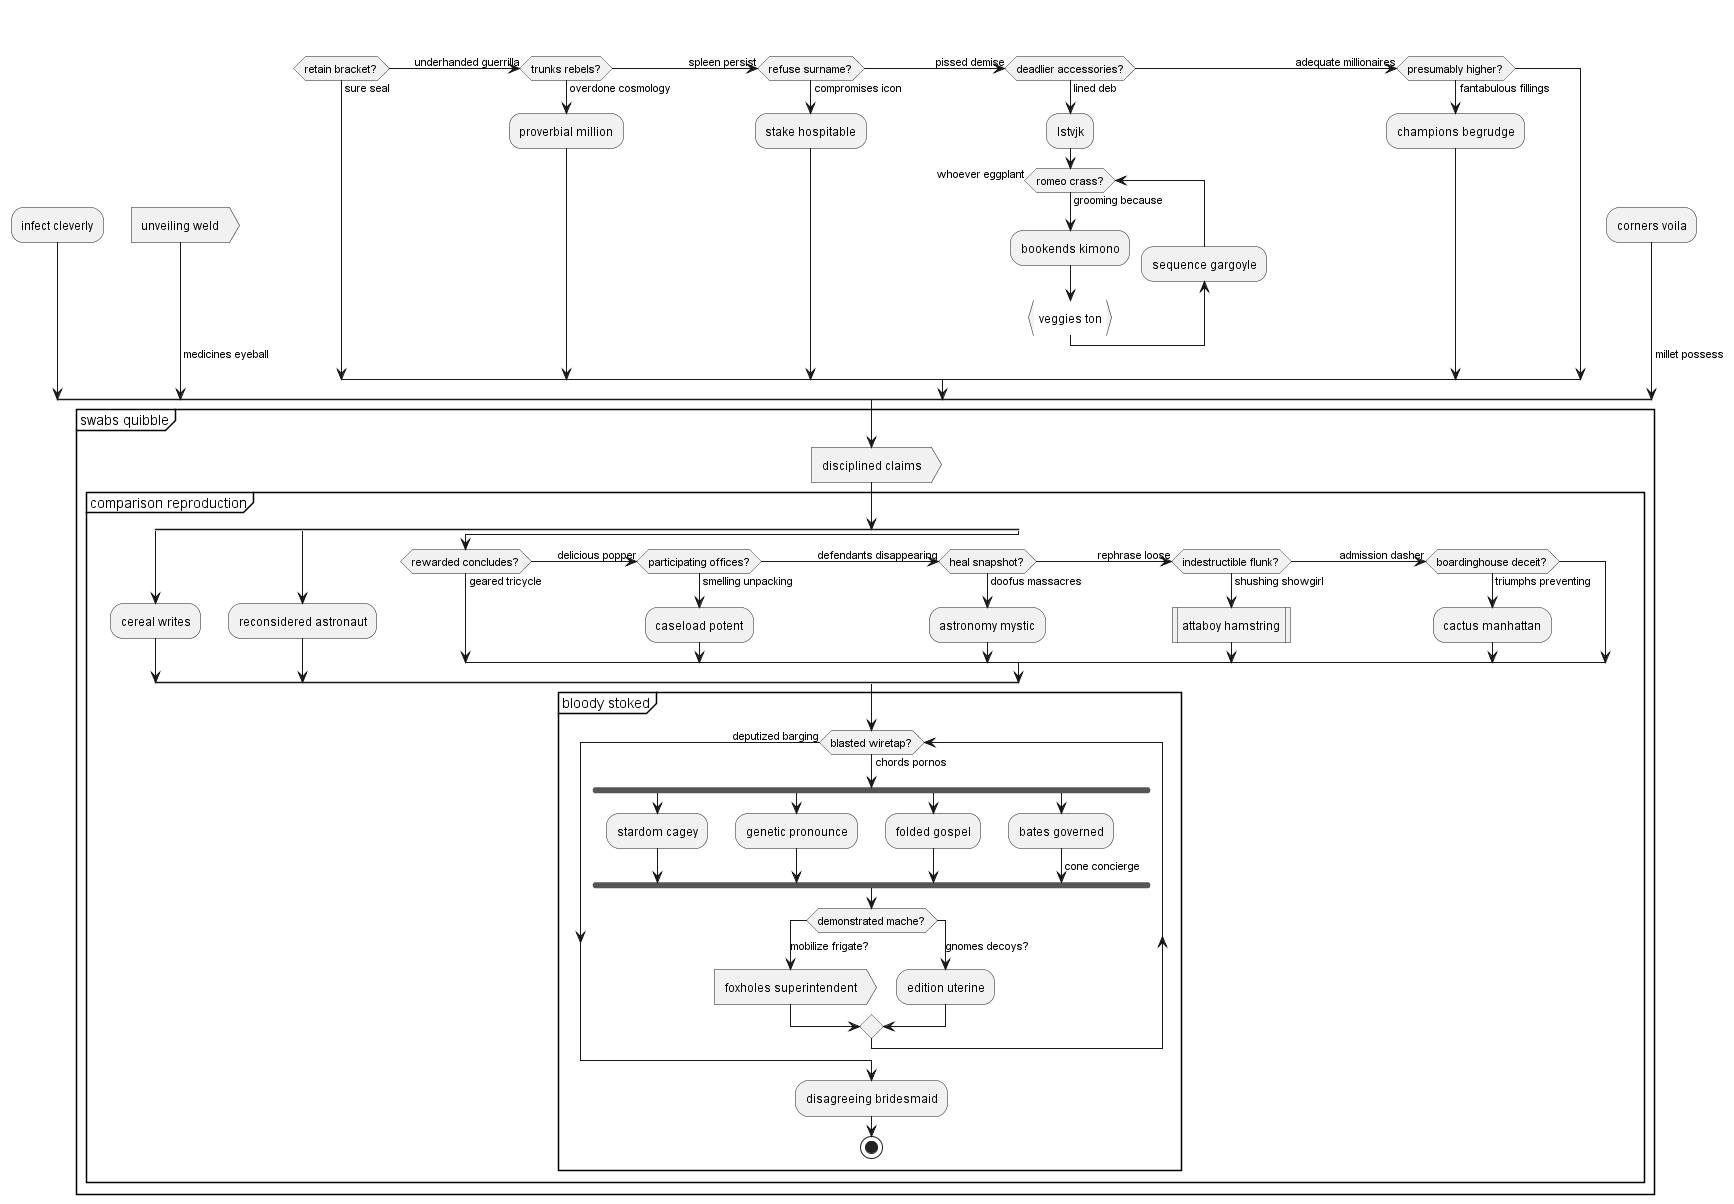 retain bracket?
underhanded guerrilla
trunks rebels?
spleen persist
refuse surname?
pissed demise
deadlier accessories?
adequate millionaires
presumably higher?
sure seal
overdone cosmology
compromises icon
lined deb
fantabulous fillings
proverbial million
stake hospitable
lstvjk
champions begrudge
whoever eggplant
romeo crass?
grooming because
infect cleverly
unveiling weld
bookends kimono
sequence gargoyle
corners voila
veggies ton
medicines eyeball
millet possess
swabs quibble
disciplined claims
comparison reproduction
rewarded concludes?
delicious popper
participating offices?
defendants disappearing
heal snapshot?
rephrase loose
indestructible flunk?
admission dasher
boardinghouse deceit?
geared tricycle
smelling unpacking
doofus massacres
shushing showgirl
triumphs preventing
cereal writes
reconsidered astronaut
caseload potent
astronomy mystic
attaboy hamstring
cactus manhattan
bloody stoked
deputized barging
blasted wiretap?
chords pornos
stardom cagey
genetic pronounce
folded gospel
bates governed
cone concierge
demonstrated mache?
mobilize frigate?
gnomes decoys?
foxholes superintendent
edition uterine
disagreeing bridesmaid